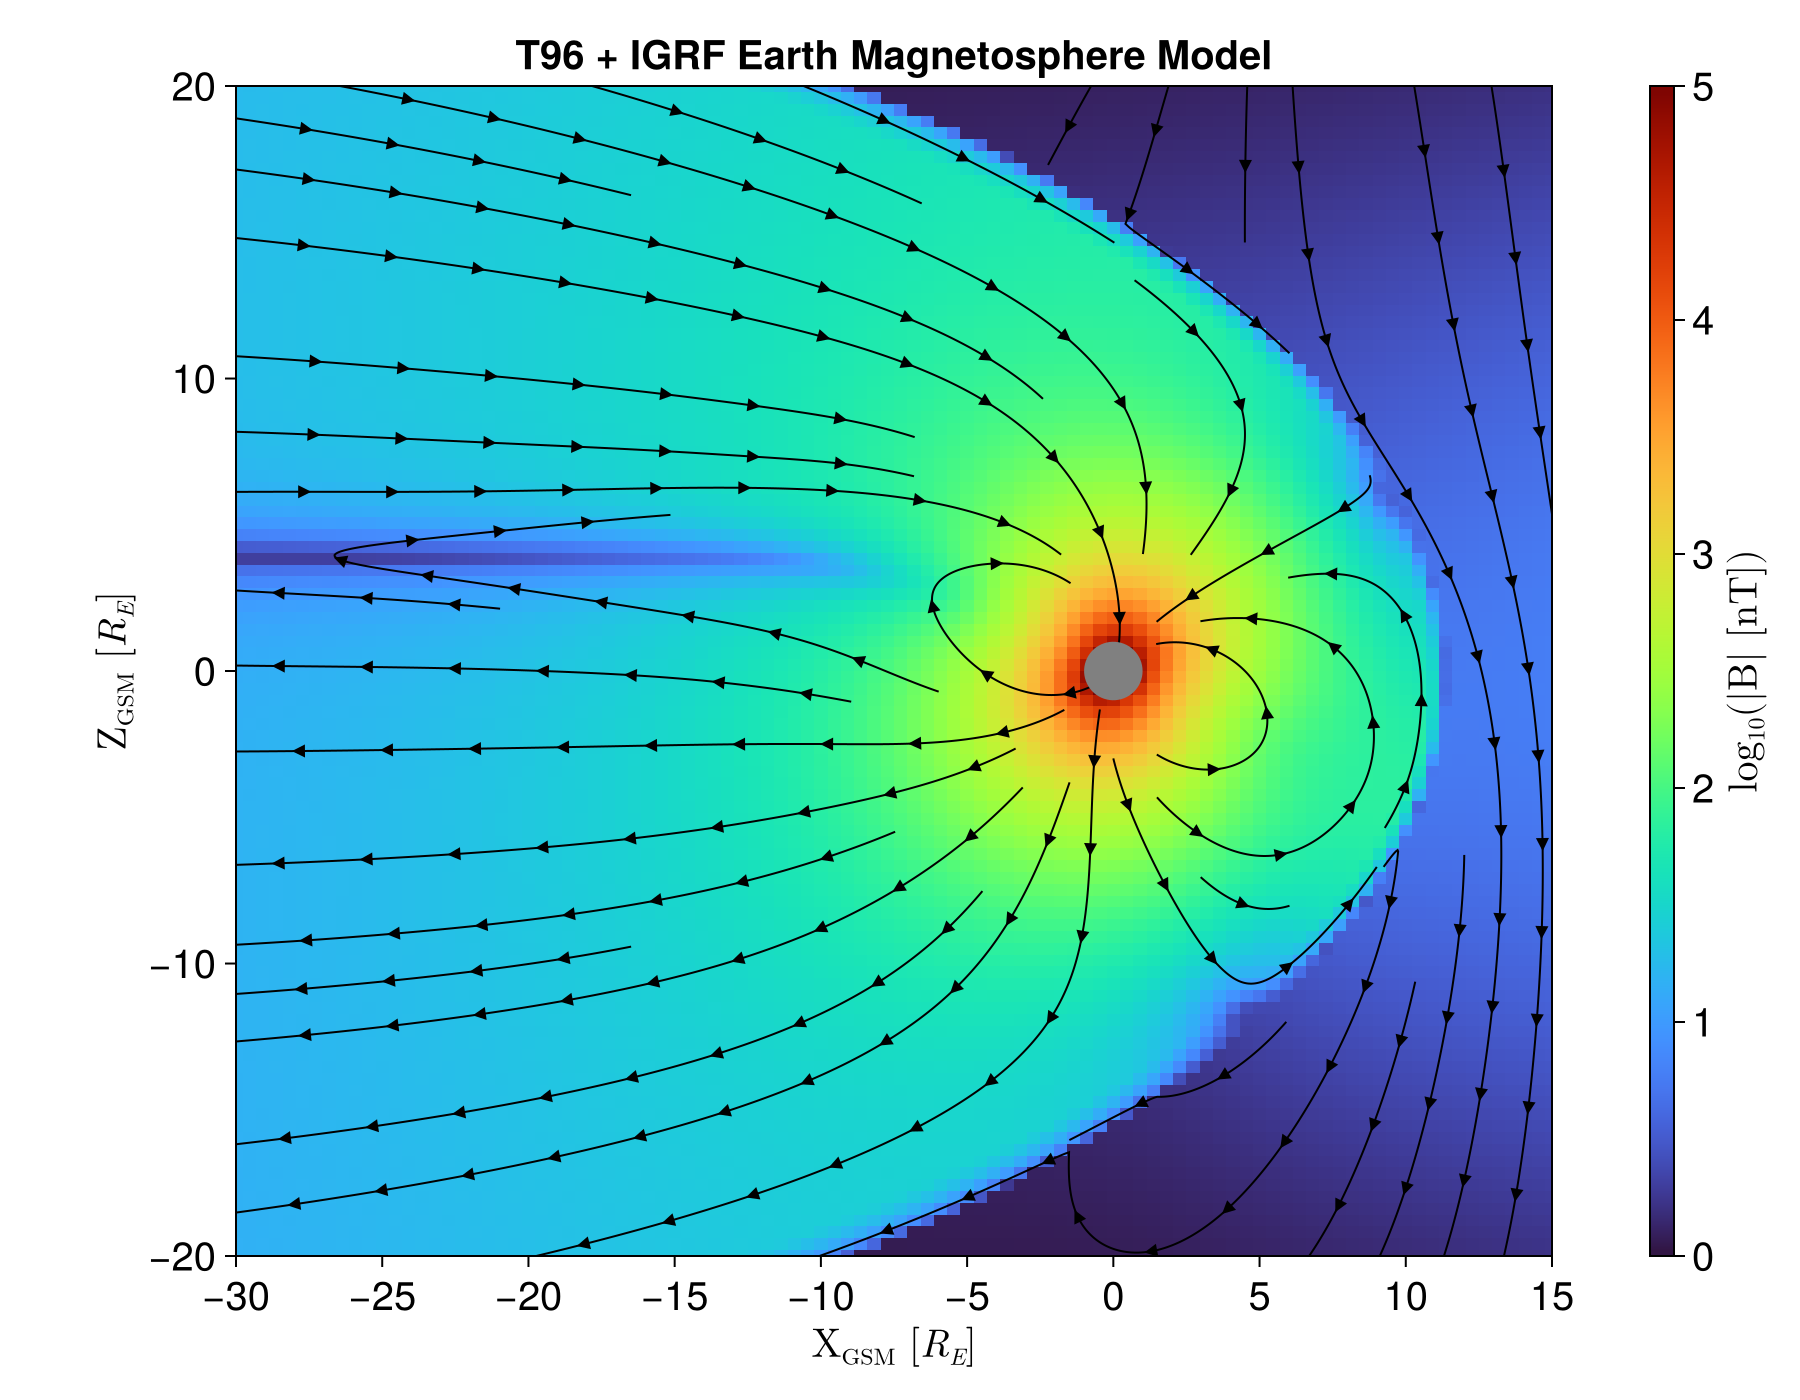 T96 + IGRF Earth Magnetosphere Model
20
10
0
−10
−20
Z_GSM [R_E]
−30 −25 −20 −15 −10 −5 0 5 10 15
X_GSM [R_E]
5
4
3
2
1
0
log₁₀(|B| [nT])